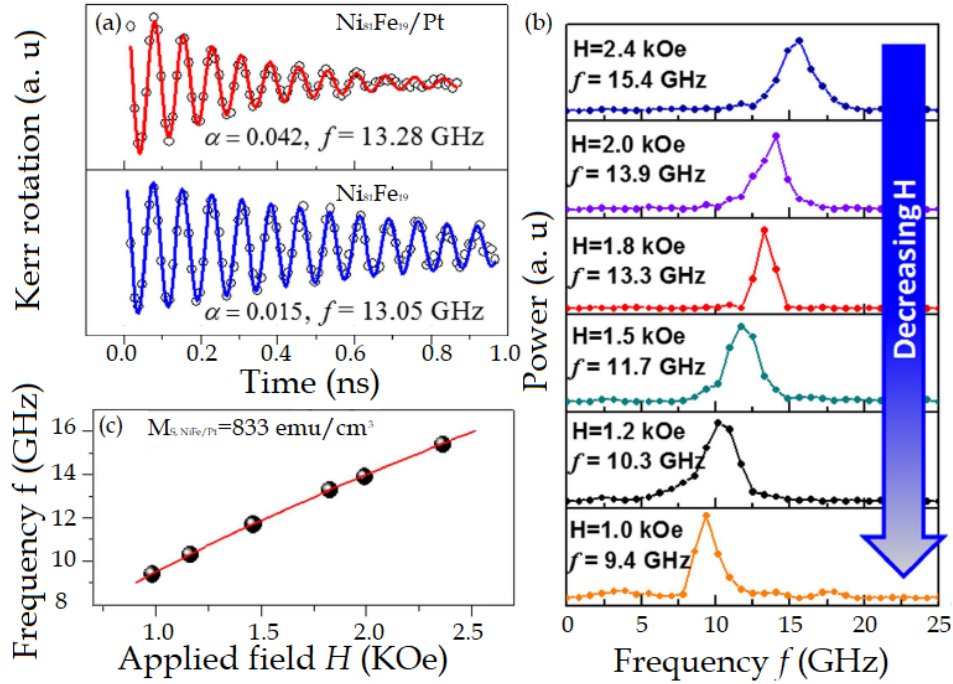 (a)
Ni₈₁Fe₁₉/Pt
Kerr rotation (a. u)
α = 0.042, f = 13.28 GHz
Ni₈₁Fe₁₉
α = 0.015, f = 13.05 GHz
0.0 0.2 0.4 0.6 0.8 1.0
Time (ns)
(b)
Power (a. u)
H=2.4 kOe
f = 15.4 GHz
H=2.0 kOe
f = 13.9 GHz
H=1.8 kOe
f = 13.3 GHz
H=1.5 kOe
f = 11.7 GHz
H=1.2 kOe
f = 10.3 GHz
H=1.0 kOe
f = 9.4 GHz
Decreasing H
0 5 10 15 20 25
Frequency f (GHz)
(c)
M_S, NiFe/Pt=833 emu/cm³
Frequency f (GHz)
16
14
12
10
8
1.0 1.5 2.0 2.5
Applied field H (KOe)